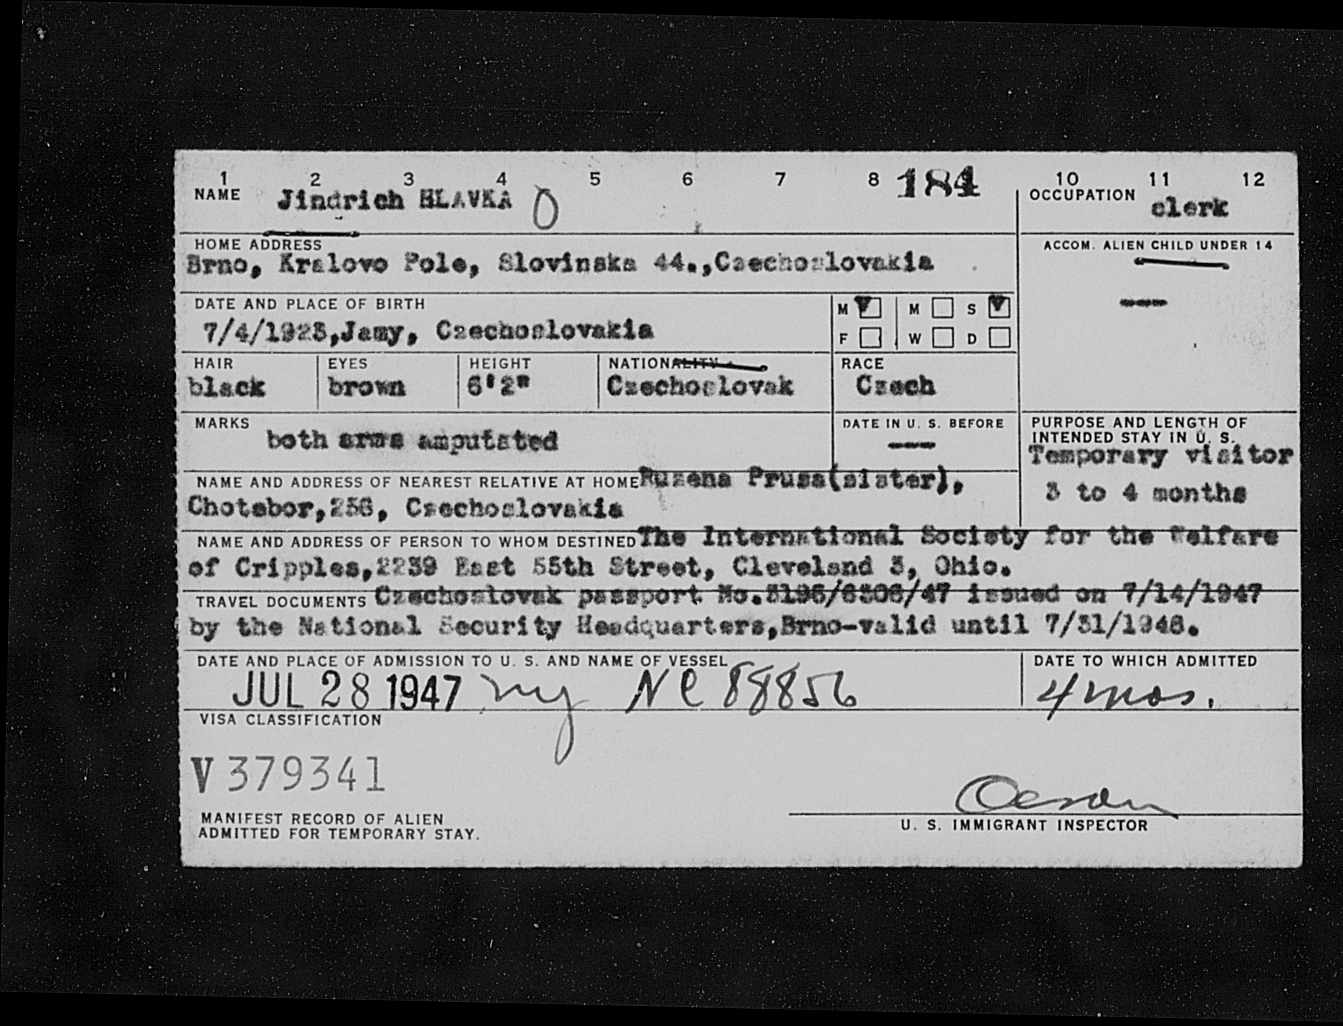 1 2 3 4 5 6 7 8 184 10 11 12
NAME Jindrich HLAVKA
OCCUPATION clerk
HOME ADDRESS
Brno, Kralovo Pole, Slovinska 44.,Czechoslovakia
ACCOM. ALIEN CHILD UNDER 14
DATE AND PLACE OF BIRTH
7/4/1923,Jamy, Czechoslovakia
M M S
F W D
HAIR EYES HEIGHT NATIONALITY RACE
black brown 6'2" Czechoslovak Czech
MARKS both arms amputated
DATE IN U. S. BEFORE
PURPOSE AND LENGTH OF
INTENDED STAY IN U. S.
Temporary visitor
3 to 4 months
NAME AND ADDRESS OF NEAREST RELATIVE AT HOME Ruzena Prusa(sister),
Chotebor,256, Czechoslovakia
NAME AND ADDRESS OF PERSON TO WHOM DESTINED The International Society for the Welfare
of Cripples,2239 East 55th Street, Cleveland 3, Ohio.
TRAVEL DOCUMENTS Czechoslovak passport No. issued on 7/14/1947
by the National Security Headquarters,Brno-valid until 7/31/1948.
DATE AND PLACE OF ADMISSION TO U. S. AND NAME OF VESSEL
JUL 28 1947 ny NC 88856
DATE TO WHICH ADMITTED
4 mos.
VISA CLASSIFICATION
V379341
MANIFEST RECORD OF ALIEN
ADMITTED FOR TEMPORARY STAY.
U. S. IMMIGRANT INSPECTOR